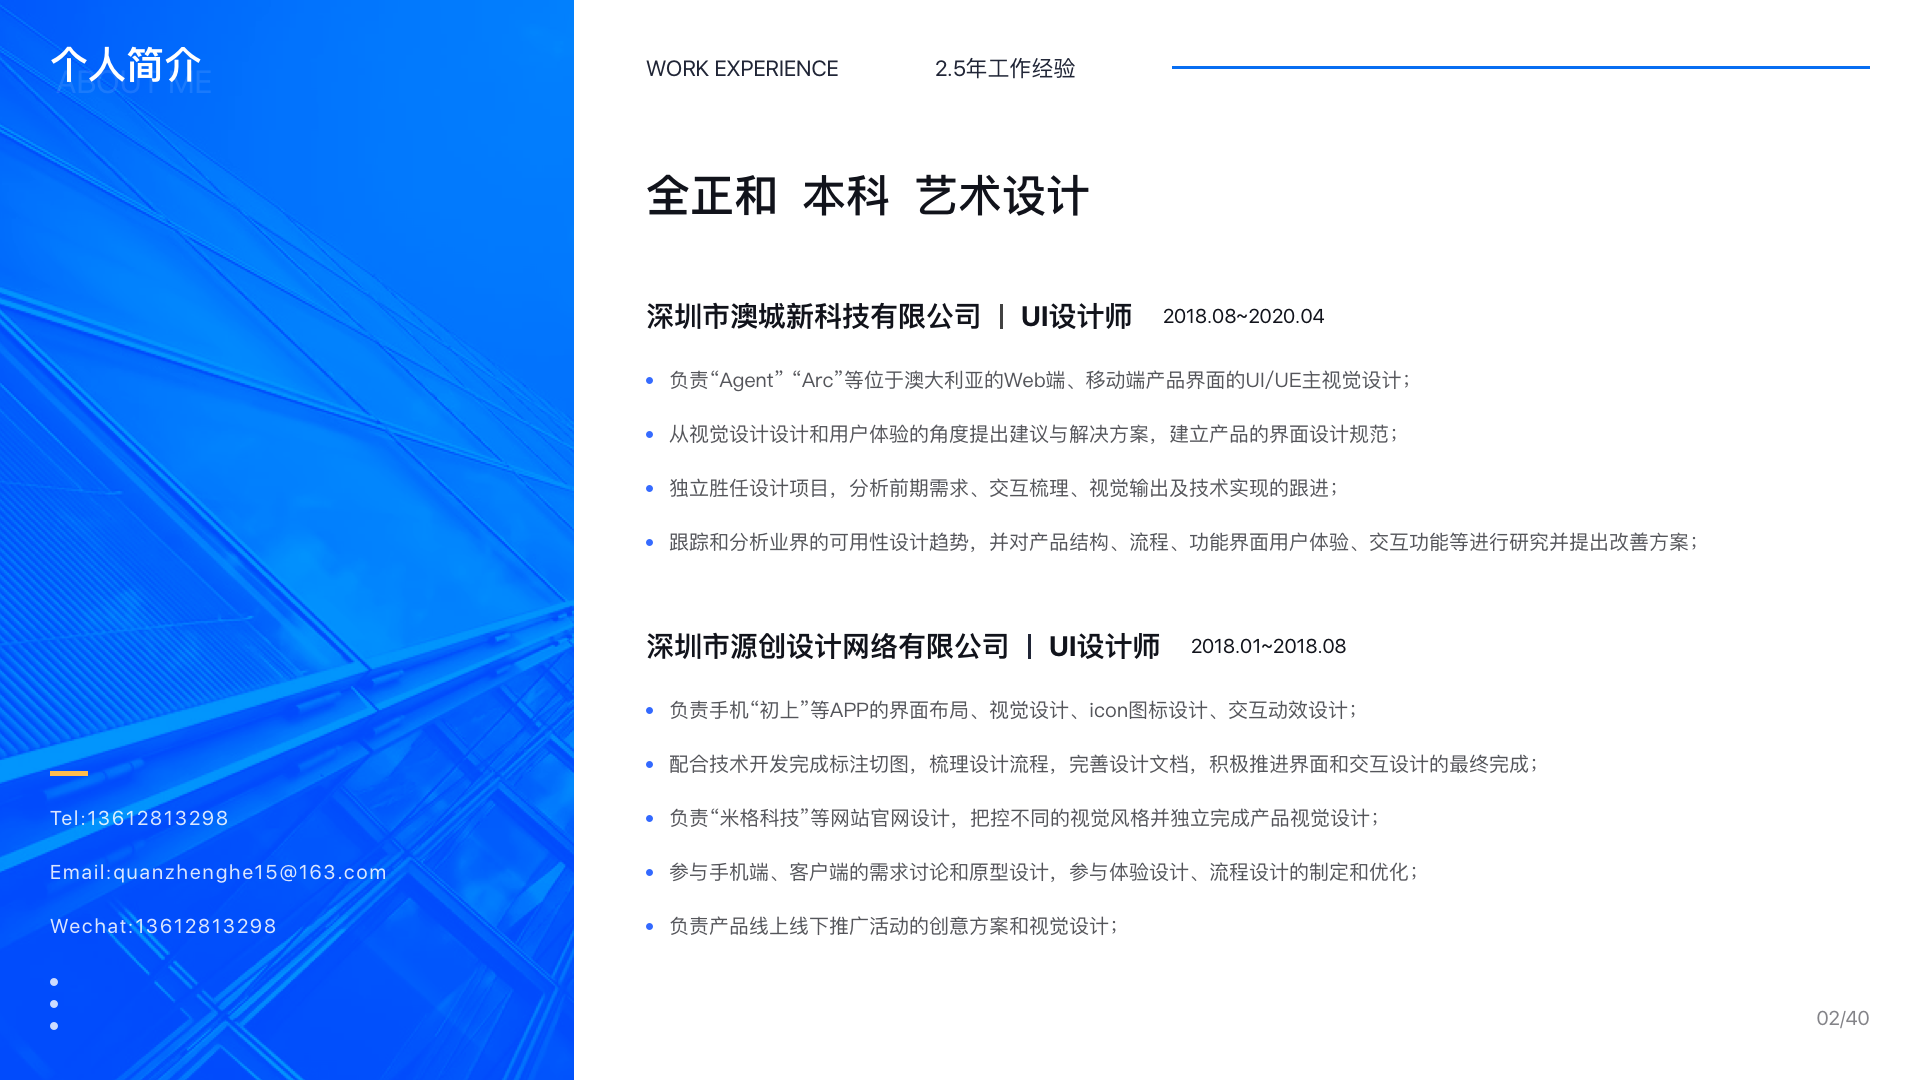 个人简介
ABOUT ME
Tel:13612813298
Email:quanzhenghe15@163.com
Wechat:13612813298
WORK EXPERIENCE 2.5年工作经验
全正和 本科 艺术设计
深圳市澳城新科技有限公司 | UI设计师 2018.08~2020.04
负责“Agent” “Arc”等位于澳大利亚的Web端、移动端产品界面的UI/UE主视觉设计；
从视觉设计设计和用户体验的角度提出建议与解决方案，建立产品的界面设计规范；
独立胜任设计项目，分析前期需求、交互梳理、视觉输出及技术实现的跟进；
跟踪和分析业界的可用性设计趋势，并对产品结构、流程、功能界面用户体验、交互功能等进行研究并提出改善方案；
深圳市源创设计网络有限公司 | UI设计师 2018.01~2018.08
负责手机“初上”等APP的界面布局、视觉设计、icon图标设计、交互动效设计；
配合技术开发完成标注切图，梳理设计流程，完善设计文档，积极推进界面和交互设计的最终完成；
负责“米格科技”等网站官网设计，把控不同的视觉风格并独立完成产品视觉设计；
参与手机端、客户端的需求讨论和原型设计，参与体验设计、流程设计的制定和优化；
负责产品线上线下推广活动的创意方案和视觉设计；
02/40